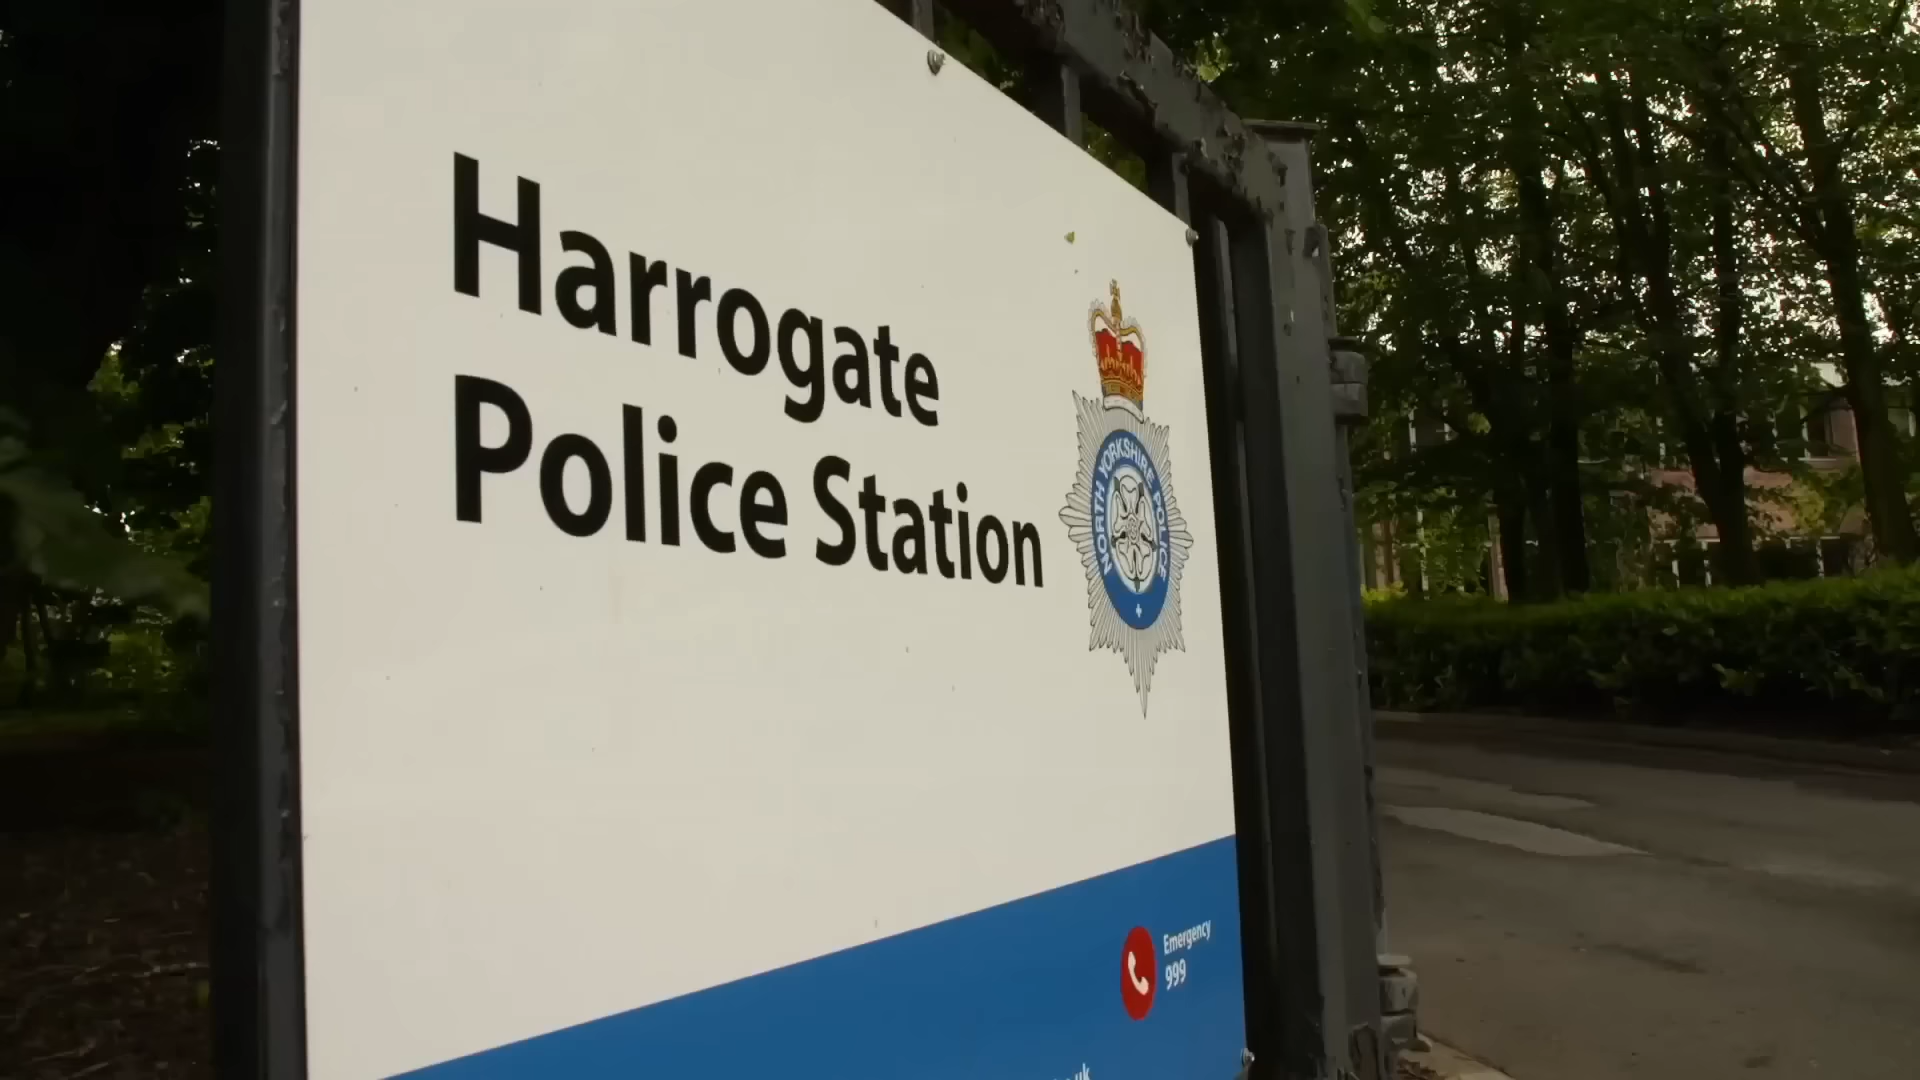 Harrogate
Police Station
NORTH YORKSHIRE POLICE
Emergency
999